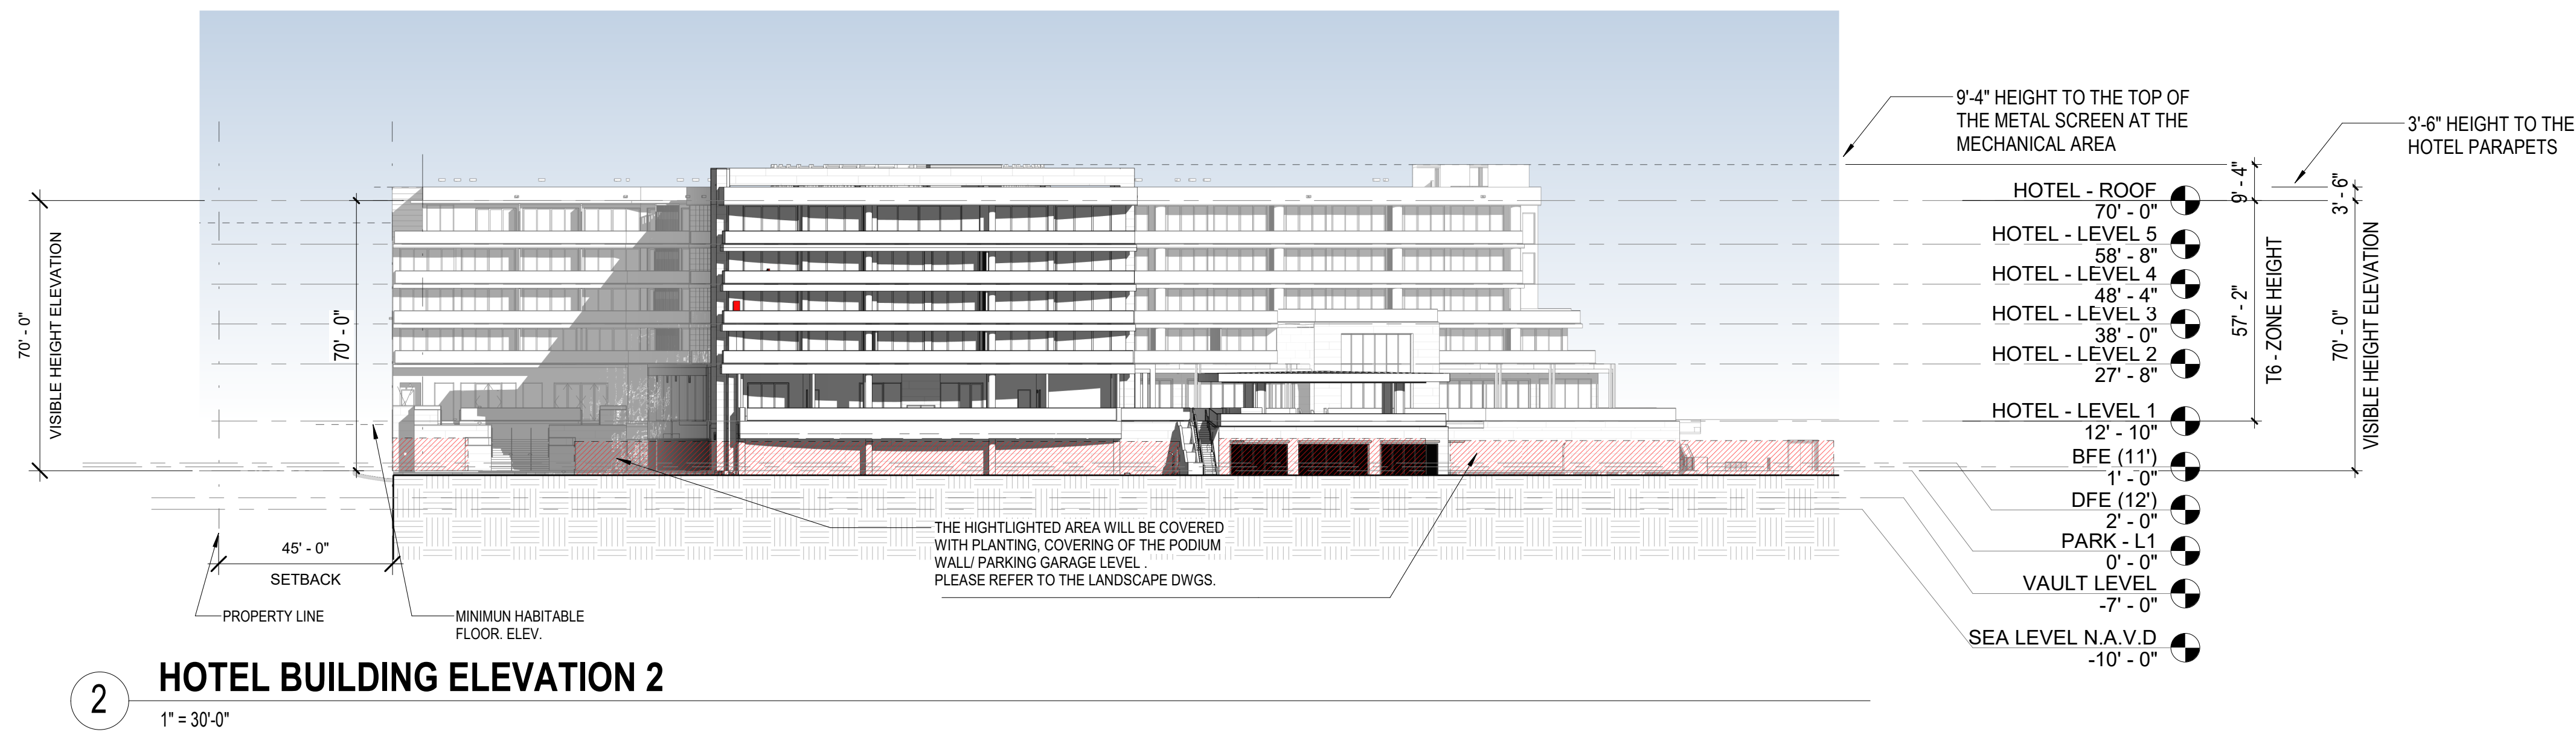 9'-4" HEIGHT TO THE TOP OF
THE METAL SCREEN AT THE
MECHANICAL AREA
3'-6" HEIGHT TO THE
HOTEL PARAPETS
9' - 4"
3' - 6"
HOTEL - ROOF
70' - 0"
HOTEL - LEVEL 5
58' - 8"
HOTEL - LEVEL 4
48' - 4"
HOTEL - LEVEL 3
38' - 0"
HOTEL - LEVEL 2
27' - 8"
HOTEL - LEVEL 1
12' - 10"
BFE (11')
1' - 0"
DFE (12')
2' - 0"
PARK - L1
0' - 0"
VAULT LEVEL
-7' - 0"
SEA LEVEL N.A.V.D
-10' - 0"
57' - 2"
T6 - ZONE HEIGHT
70' - 0"
VISIBLE HEIGHT ELEVATION
70' - 0"
VISIBLE HEIGHT ELEVATION
70' - 0"
45' - 0"
SETBACK
PROPERTY LINE
MINIMUN HABITABLE
FLOOR. ELEV.
THE HIGHTLIGHTED AREA WILL BE COVERED
WITH PLANTING, COVERING OF THE PODIUM
WALL/ PARKING GARAGE LEVEL .
PLEASE REFER TO THE LANDSCAPE DWGS.
2
HOTEL BUILDING ELEVATION 2
1" = 30'-0"